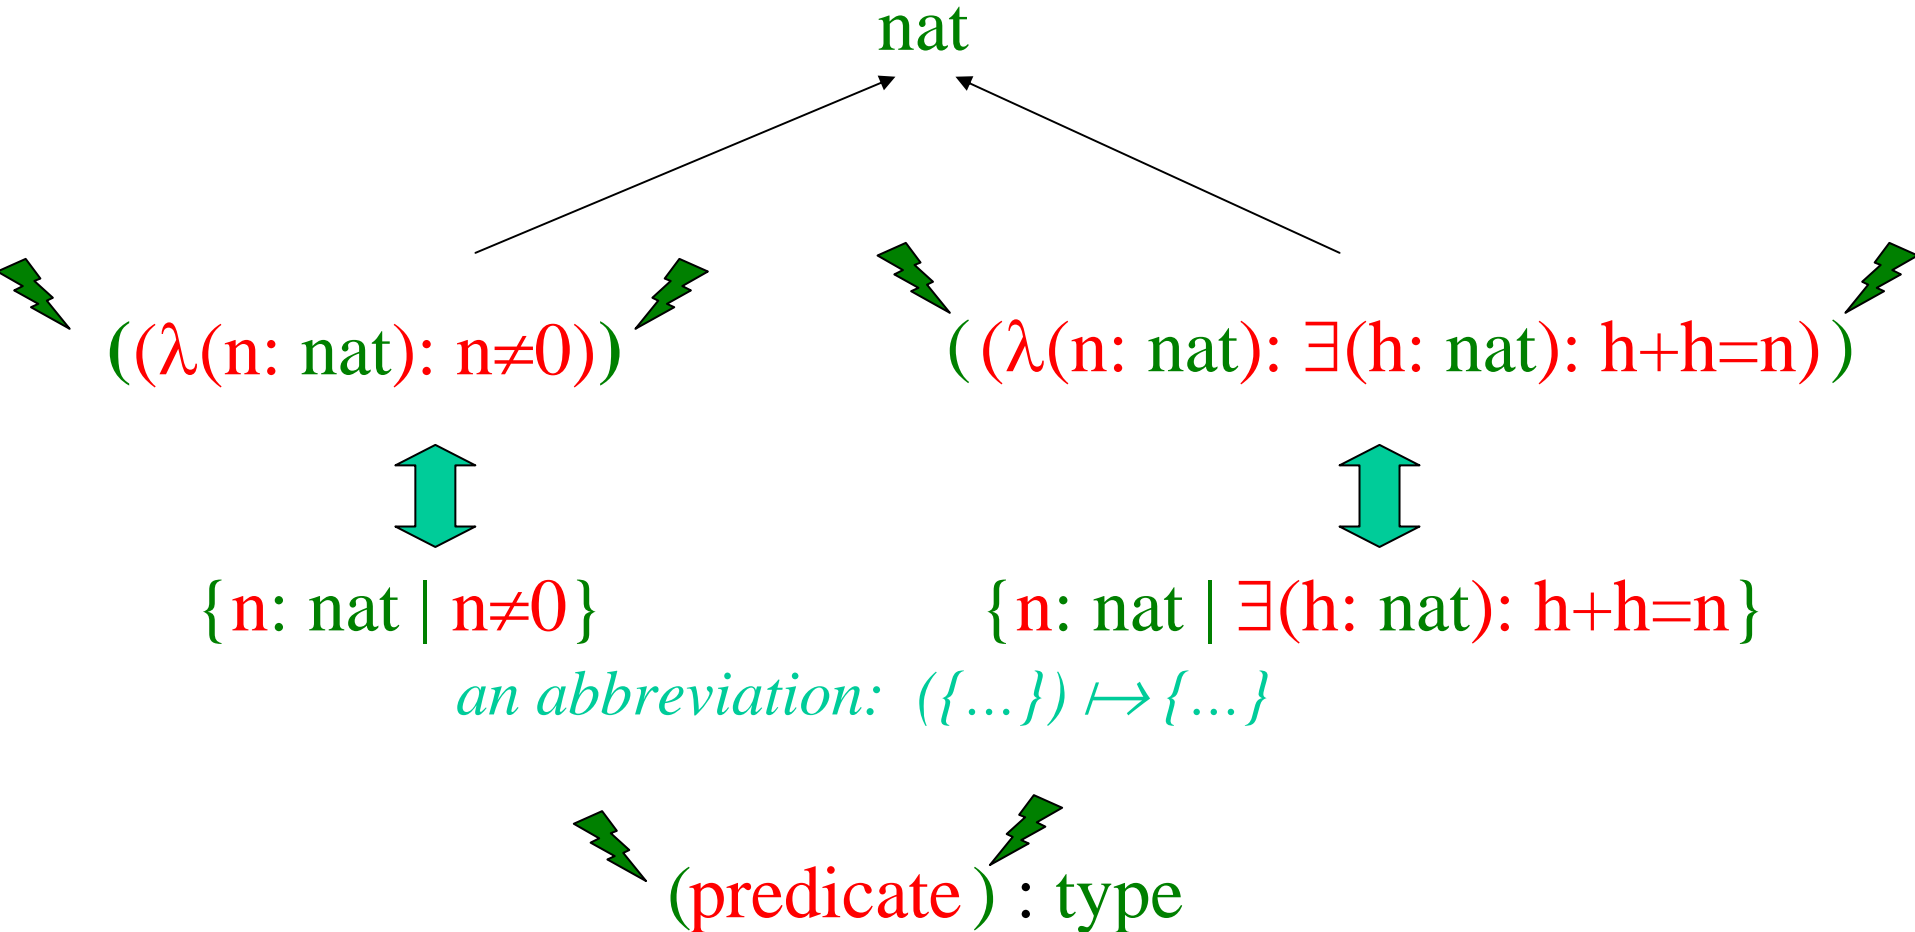 nat
((λ(n: nat): n≠0)) ((λ(n: nat): ∃(h: nat): h+h=n))
{n: nat | n≠0} {n: nat | ∃(h: nat): h+h=n}
an abbreviation: ({...}) ↦ {...}
(predicate) : type